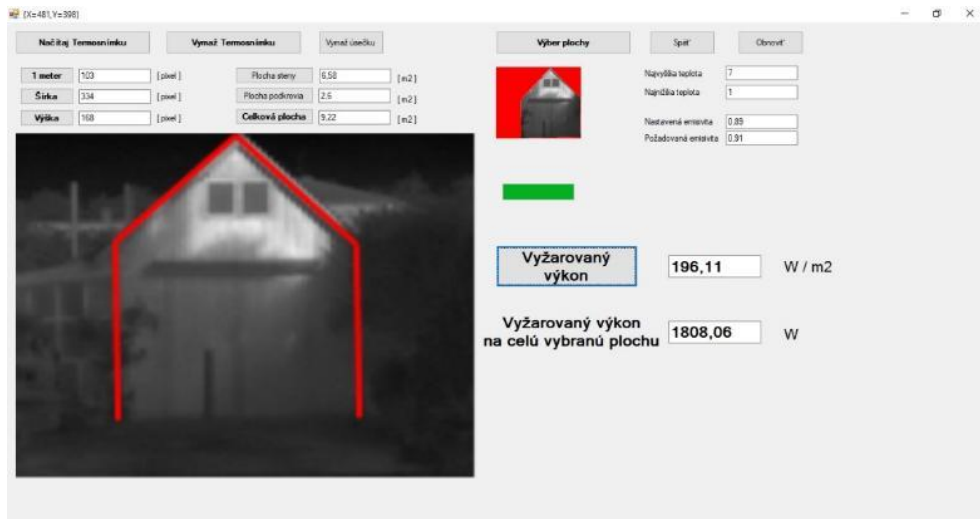 {X=481,Y=398}
Načítaj Termosnímku Vymaž Termosnímku Vymaž úsečku Výber plochy Späť Obnoviť
1 meter 103 [ pixel ] Plocha steny 6,58 [ m2 ] Najvyššia teplota 7
Šírka 334 [ pixel ] Plocha podkrovia 2,6 [ m2 ] Najnižšia teplota 1
Výška 168 [ pixel ] Celková plocha 9,22 [ m2 ] Nastavená emisivita 0.89
Požadovaná emisivita 0.91
Vyžarovaný
výkon 196,11 W / m2
Vyžarovaný výkon
na celú vybranú plochu 1808,06 W